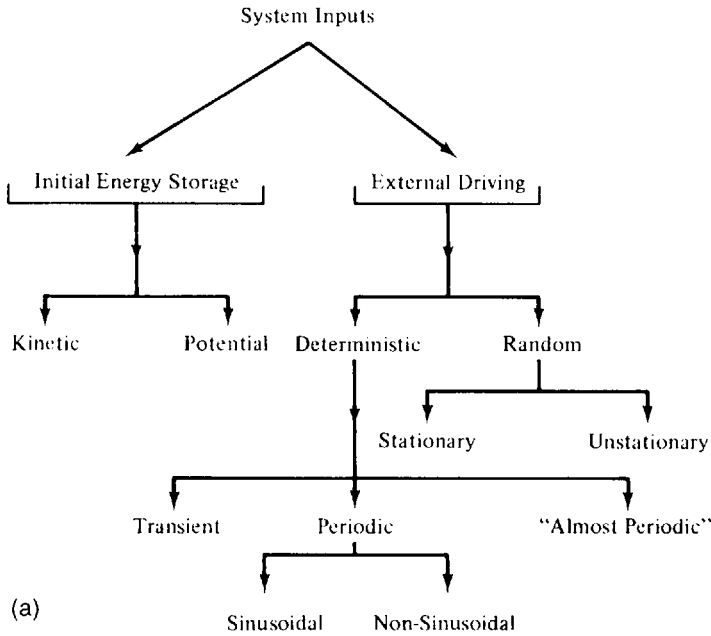 System Inputs
Initial Energy Storage
External Driving
Kinetic
Potential
Deterministic
Random
Stationary
Unstationary
Transient
Periodic
"Almost Periodic"
(a)
Sinusoidal
Non-Sinusoidal